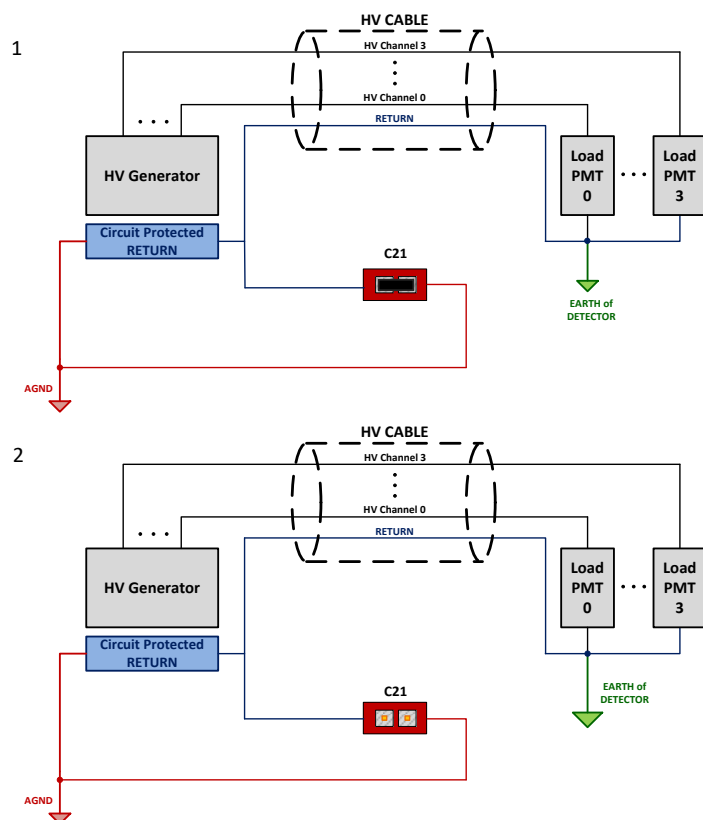 1
HV CABLE
HV Channel 3
HV Channel 0
RETURN
HV Generator
Load
PMT
0
Load
PMT
3
Circuit Protected
RETURN
C21
EARTH of
DETECTOR
AGND
2
HV CABLE
HV Channel 3
HV Channel 0
RETURN
HV Generator
Load
PMT
0
Load
PMT
3
Circuit Protected
RETURN
C21
EARTH of
DETECTOR
AGND